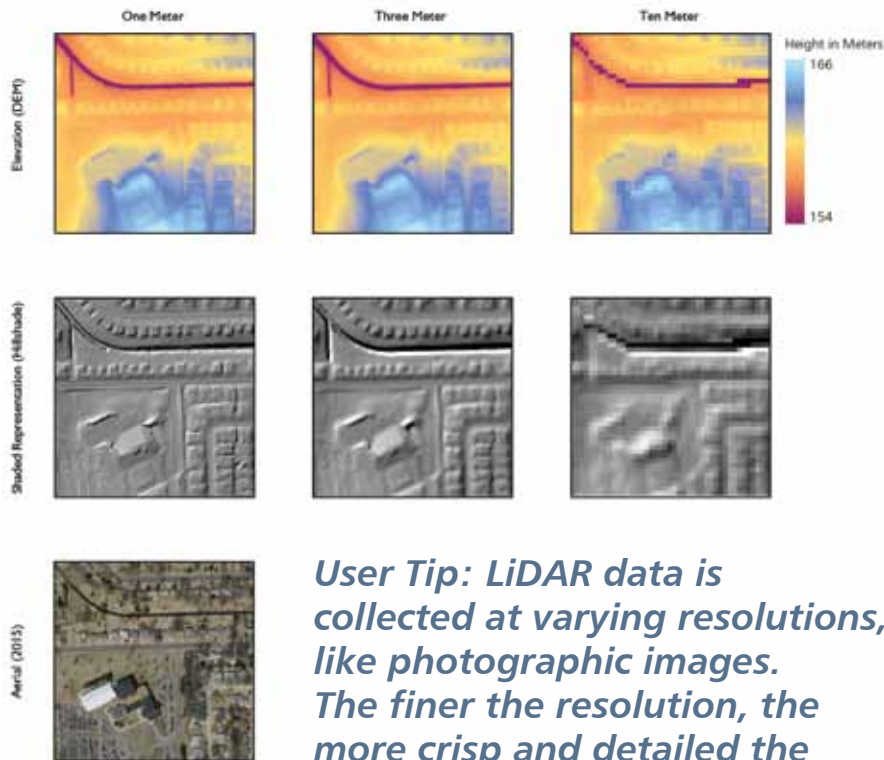 One Meter
Three Meter
Ten Meter
Elevation (DEM)
Height in Meters
166
154
Shaded Representation (Hillshade)
Aerial (2015)
User Tip: LiDAR data is
collected at varying resolutions,
like photographic images.
The finer the resolution, the
more crisp and detailed the